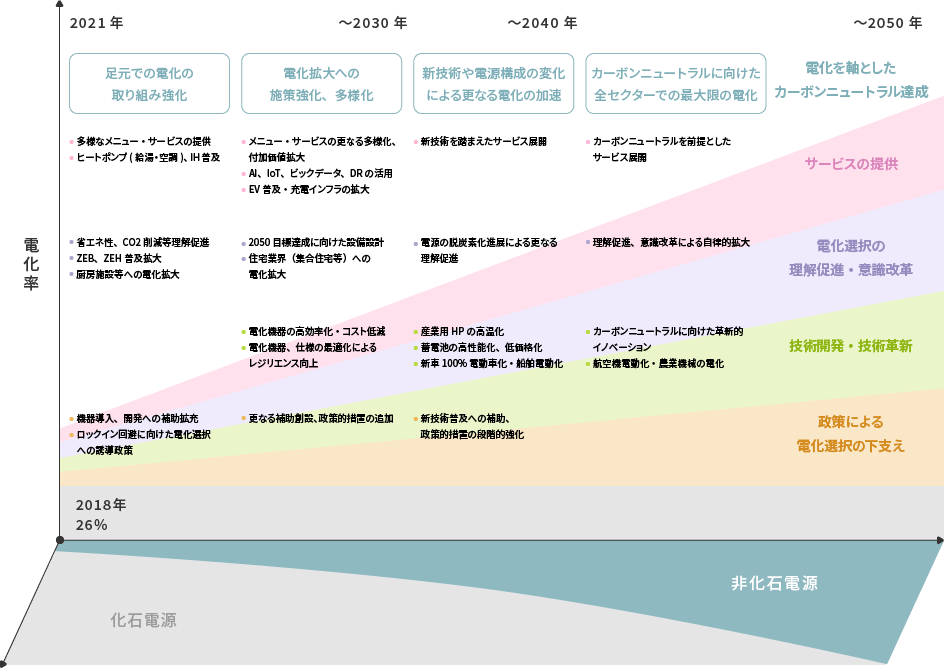 2021 年
～2030 年
～2040 年
～2050 年
足元での電化の
取り組み強化
電化拡大への
施策強化、多様化
新技術や電源構成の変化
による更なる電化の加速
カーボンニュートラルに向けた
全セクターでの最大限の電化
電化を軸とした
カーボンニュートラル達成
• 多様なメニュー・サービスの提供
• ヒートポンプ ( 給湯・空調 )、IH 普及
• メニュー・サービスの更なる多様化、
付加価値拡大
• AI、IoT、ビックデータ、DR の活用
• EV 普及・充電インフラの拡大
• 新技術を踏まえたサービス展開
• カーボンニュートラルを前提とした
サービス展開
サービスの提供
電化率
• 省エネ性、CO2 削減等理解促進
• ZEB、ZEH 普及拡大
• 厨房施設等への電化拡大
• 2050 目標達成に向けた設備設計
• 住宅業界（集合住宅等）への
電化拡大
• 電源の脱炭素化進展による更なる
理解促進
• 理解促進、意識改革による自律的拡大
電化選択の
理解促進・意識改革
• 電化機器の高効率化・コスト低減
• 電化機器、仕様の最適化による
レジリエンス向上
• 産業用 HP の高温化
• 蓄電池の高性能化、低価格化
• 新車 100% 電動車化・船舶電動化
• カーボンニュートラルに向けた革新的
イノベーション
• 航空機電動化・農業機械の電化
技術開発・技術革新
• 機器導入、開発への補助拡充
• ロックイン回避に向けた電化選択
への誘導政策
• 更なる補助創設、政策的措置の追加
• 新技術普及への補助、
政策的措置の段階的強化
政策による
電化選択の下支え
2018年
26%
非化石電源
化石電源